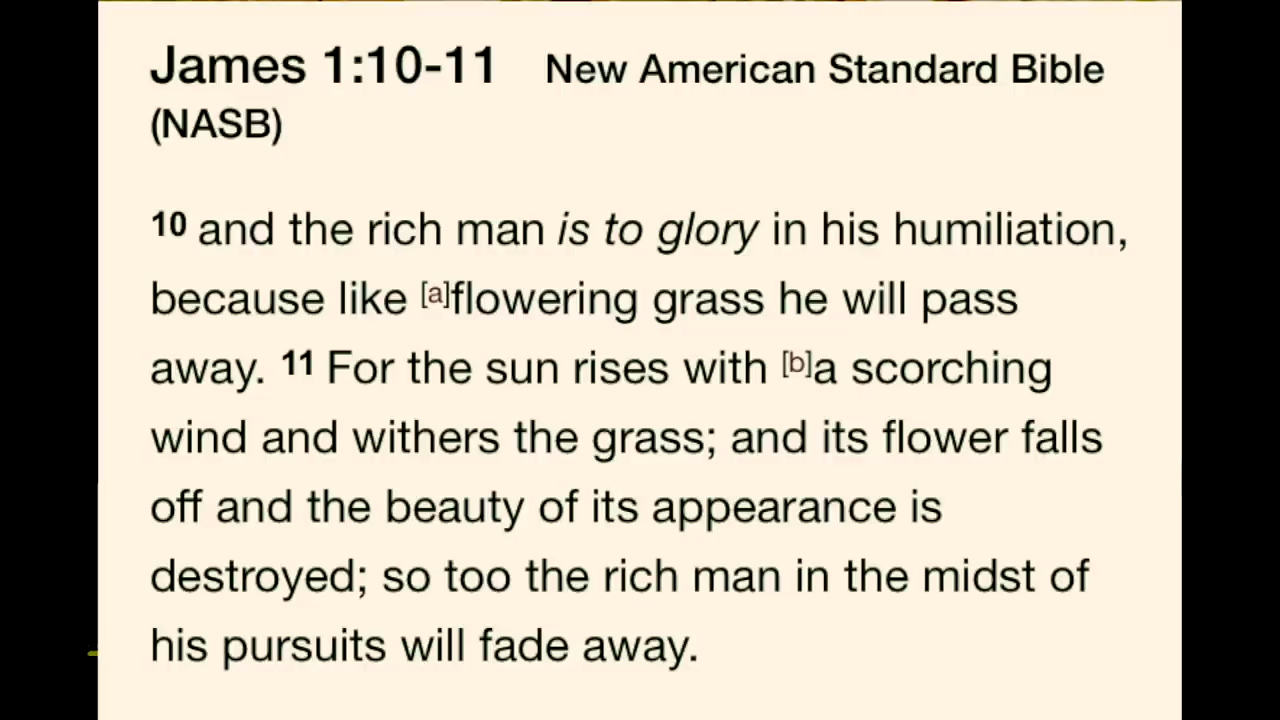 James 1:10-11 New American Standard Bible
(NASB)
10 and the rich man is to glory in his humiliation,
because like [a]flowering grass he will pass
away. 11 For the sun rises with [b]a scorching
wind and withers the grass; and its flower falls
off and the beauty of its appearance is
destroyed; so too the rich man in the midst of
his pursuits will fade away.